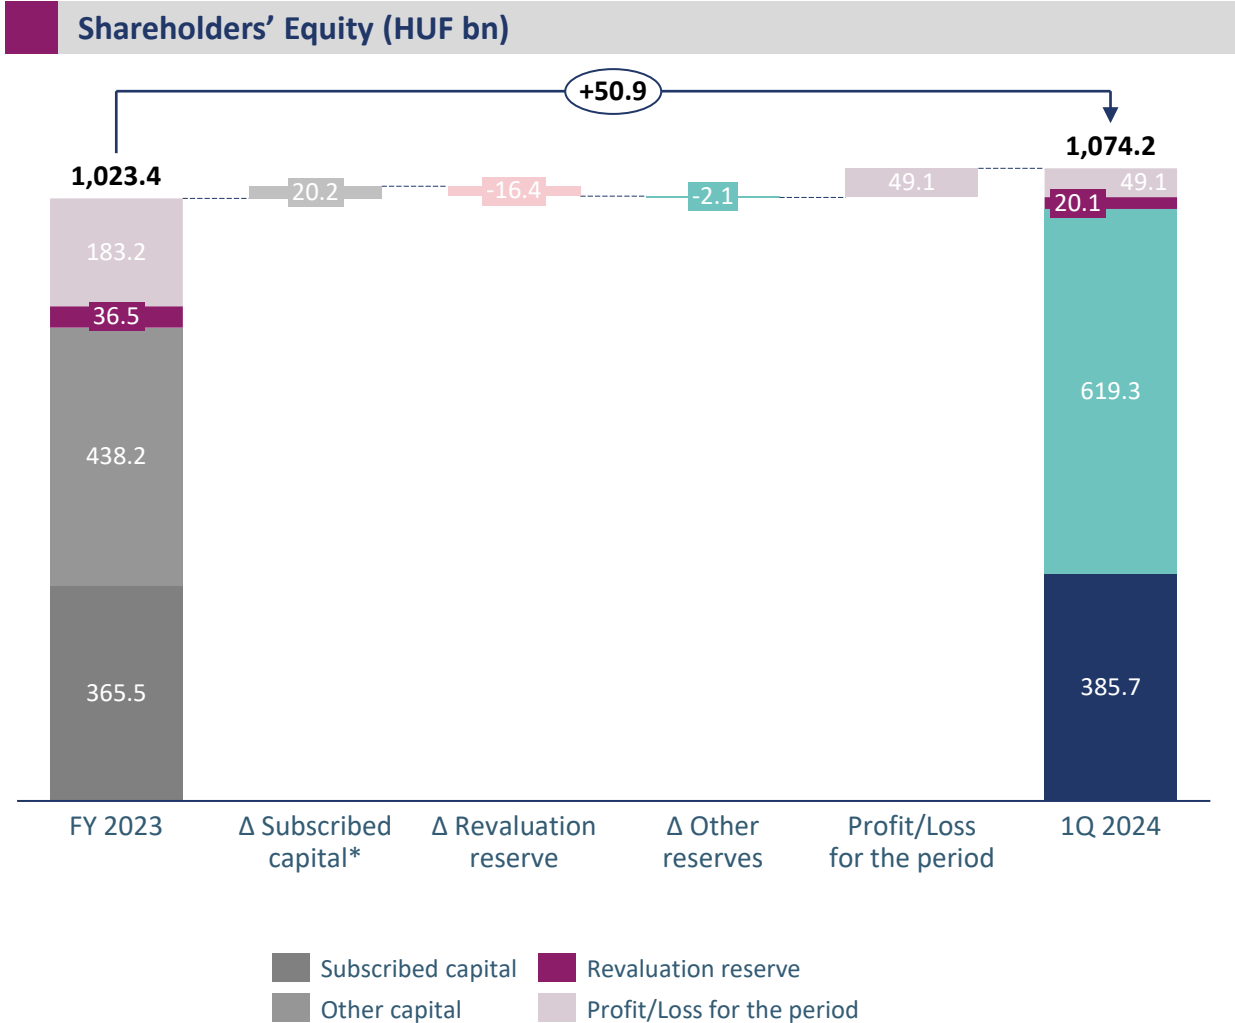 Shareholders’ Equity (HUF bn)
+50.9
1,023.4
1,074.2
20.2
-16.4
-2.1
49.1
49.1
20.1
183.2
36.5
438.2
365.5
619.3
385.7
FY 2023
Δ Subscribed
capital*
Δ Revaluation
reserve
Δ Other
reserves
Profit/Loss
for the period
1Q 2024
Subscribed capital
Revaluation reserve
Other capital
Profit/Loss for the period